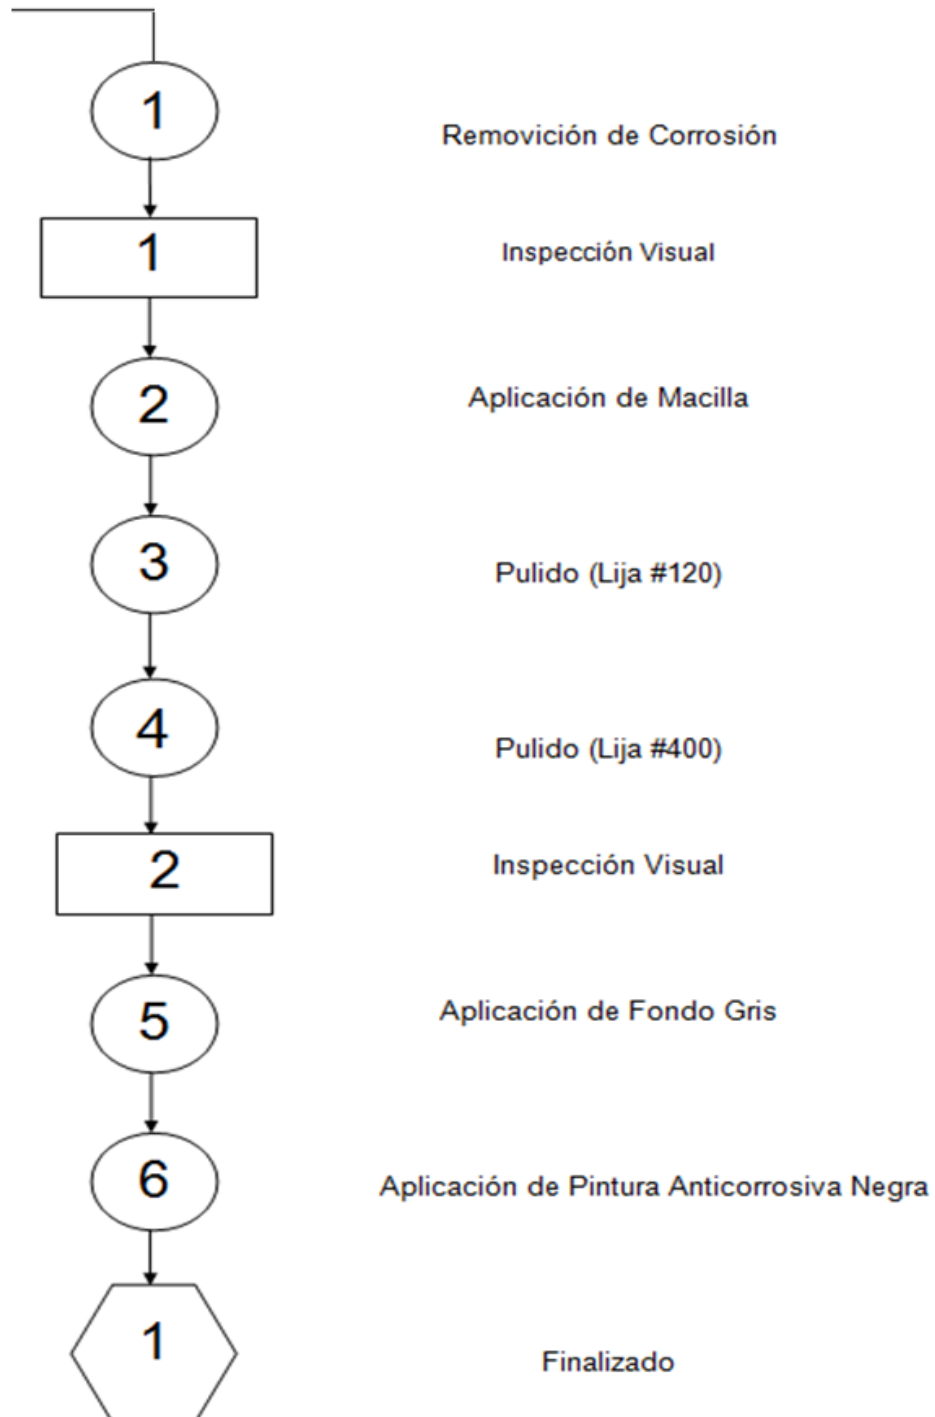 1
Removición de Corrosión
1
Inspección Visual
2
Aplicación de Macilla
3
Pulido (Lija #120)
4
Pulido (Lija #400)
2
Inspección Visual
5
Aplicación de Fondo Gris
6
Aplicación de Pintura Anticorrosiva Negra
1
Finalizado